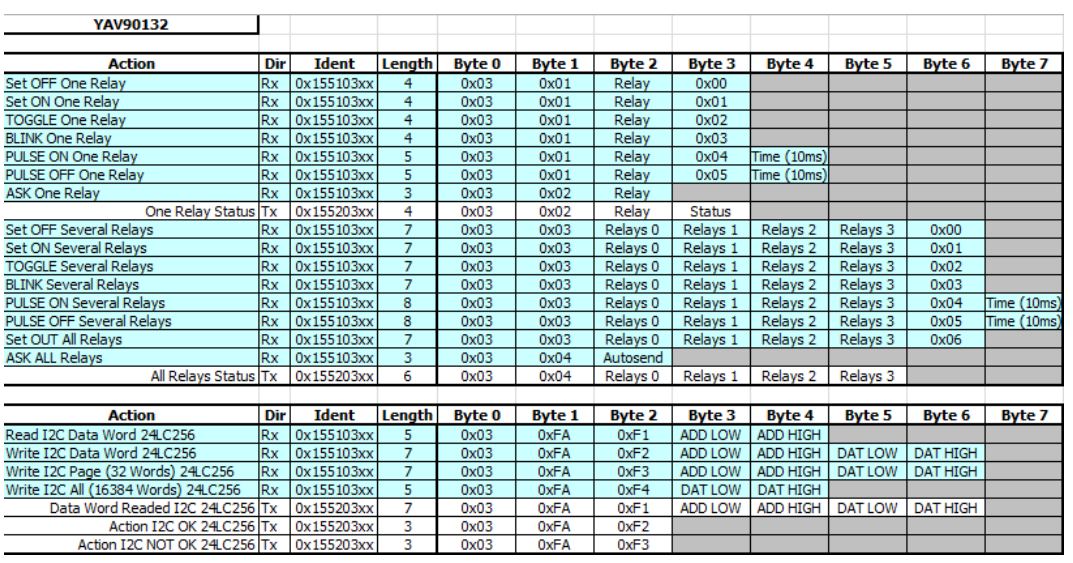 YAV90132
Action Dir Ident Length Byte 0 Byte 1 Byte 2 Byte 3 Byte 4 Byte 5 Byte 6 Byte 7
Set OFF One Relay Rx 0x155103xx 4 0x03 0x01 Relay 0x00
Set ON One Relay Rx 0x155103xx 4 0x03 0x01 Relay 0x01
TOGGLE One Relay Rx 0x155103xx 4 0x03 0x01 Relay 0x02
BLINK One Relay Rx 0x155103xx 4 0x03 0x01 Relay 0x03
PULSE ON One Relay Rx 0x155103xx 5 0x03 0x01 Relay 0x04 Time (10ms)
PULSE OFF One Relay Rx 0x155103xx 5 0x03 0x01 Relay 0x05 Time (10ms)
ASK One Relay Rx 0x155103xx 3 0x03 0x02 Relay
One Relay Status Tx 0x155203xx 4 0x03 0x02 Relay Status
Set OFF Several Relays Rx 0x155103xx 7 0x03 0x03 Relays 0 Relays 1 Relays 2 Relays 3 0x00
Set ON Several Relays Rx 0x155103xx 7 0x03 0x03 Relays 0 Relays 1 Relays 2 Relays 3 0x01
TOGGLE Several Relays Rx 0x155103xx 7 0x03 0x03 Relays 0 Relays 1 Relays 2 Relays 3 0x02
BLINK Several Relays Rx 0x155103xx 7 0x03 0x03 Relays 0 Relays 1 Relays 2 Relays 3 0x03
PULSE ON Several Relays Rx 0x155103xx 8 0x03 0x03 Relays 0 Relays 1 Relays 2 Relays 3 0x04 Time (10ms)
PULSE OFF Several Relays Rx 0x155103xx 8 0x03 0x03 Relays 0 Relays 1 Relays 2 Relays 3 0x05 Time (10ms)
Set OUT All Relays Rx 0x155103xx 7 0x03 0x03 Relays 0 Relays 1 Relays 2 Relays 3 0x06
ASK ALL Relays Rx 0x155103xx 3 0x03 0x04 Autosend
All Relays Status Tx 0x155203xx 6 0x03 0x04 Relays 0 Relays 1 Relays 2 Relays 3
Action Dir Ident Length Byte 0 Byte 1 Byte 2 Byte 3 Byte 4 Byte 5 Byte 6 Byte 7
Read I2C Data Word 24LC256 Rx 0x155103xx 5 0x03 0xFA 0xF1 ADD LOW ADD HIGH
Write I2C Data Word 24LC256 Rx 0x155103xx 7 0x03 0xFA 0xF2 ADD LOW ADD HIGH DAT LOW DAT HIGH
Write I2C Page (32 Words) 24LC256 Rx 0x155103xx 7 0x03 0xFA 0xF3 ADD LOW ADD HIGH DAT LOW DAT HIGH
Write I2C All (16384 Words) 24LC256 Rx 0x155103xx 5 0x03 0xFA 0xF4 DAT LOW DAT HIGH
Data Word Readed I2C 24LC256 Tx 0x155203xx 7 0x03 0xFA 0xF1 ADD LOW ADD HIGH DAT LOW DAT HIGH
Action I2C OK 24LC256 Tx 0x155203xx 3 0x03 0xFA 0xF2
Action I2C NOT OK 24LC256 Tx 0x155203xx 3 0x03 0xFA 0xF3